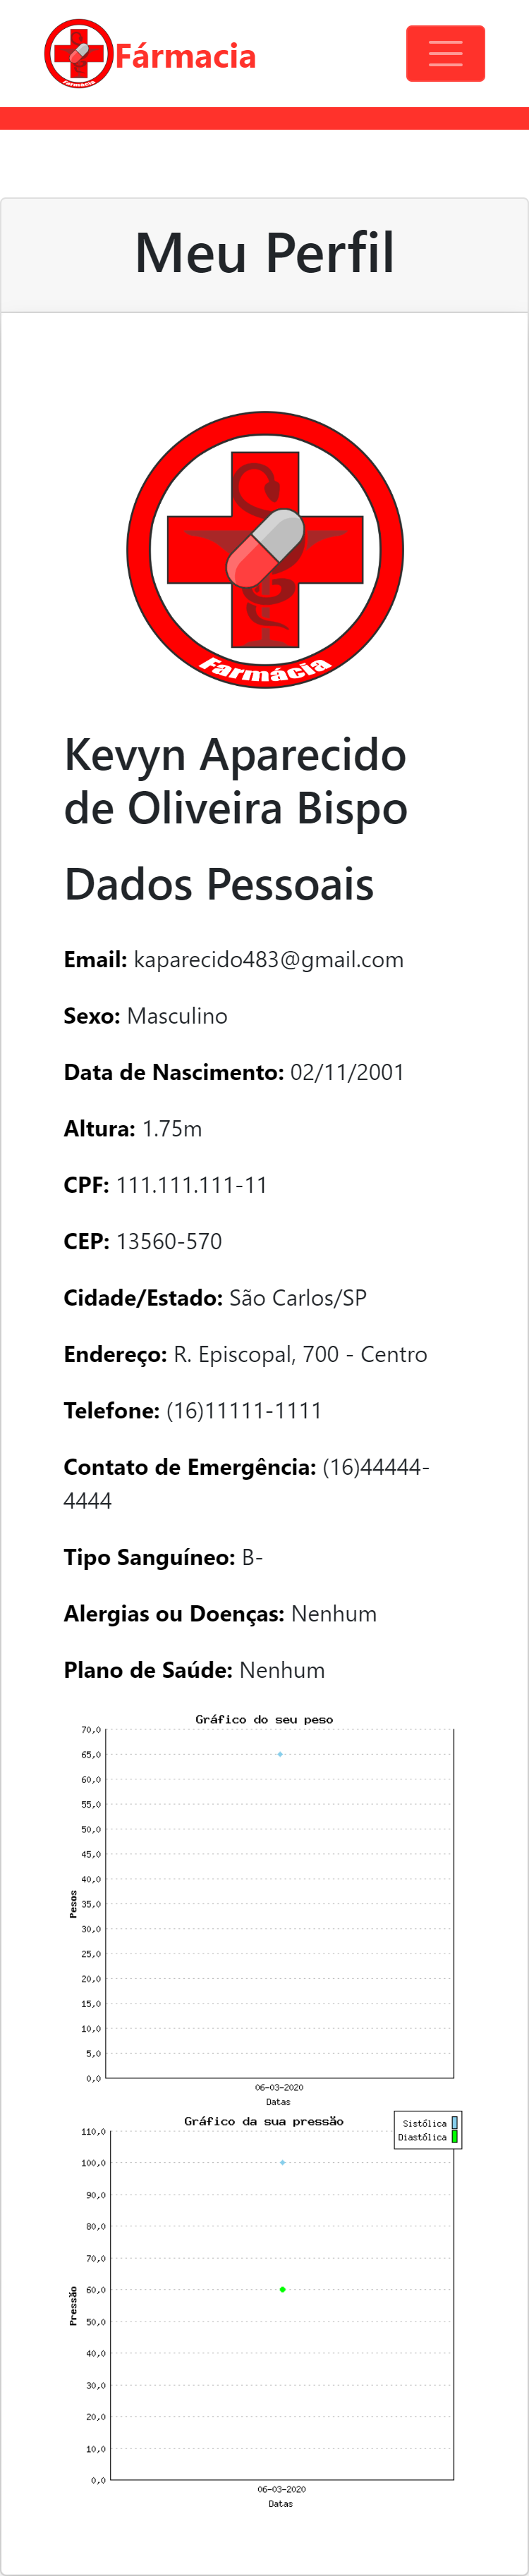 Fármacia
Meu Perfil
Farmácia
Kevyn Aparecido
de Oliveira Bispo
Dados Pessoais
Email: kaparecido483@gmail.com
Sexo: Masculino
Data de Nascimento: 02/11/2001
Altura: 1.75m
CPF: 111.111.111-11
CEP: 13560-570
Cidade/Estado: São Carlos/SP
Endereço: R. Episcopal, 700 - Centro
Telefone: (16)11111-1111
Contato de Emergência: (16)44444-
4444
Tipo Sanguíneo: B-
Alergias ou Doenças: Nenhum
Plano de Saúde: Nenhum
Gráfico do seu peso
70,0
65,0
60,0
55,0
50,0
45,0
40,0
Pesos
35,0
30,0
25,0
20,0
15,0
10,0
5,0
0,0
06-03-2020
Datas
Gráfico da sua pressão
Sistólica
Diastólica
110,0
100,0
90,0
80,0
70,0
60,0
Pressão
50,0
40,0
30,0
20,0
10,0
0,0
06-03-2020
Datas